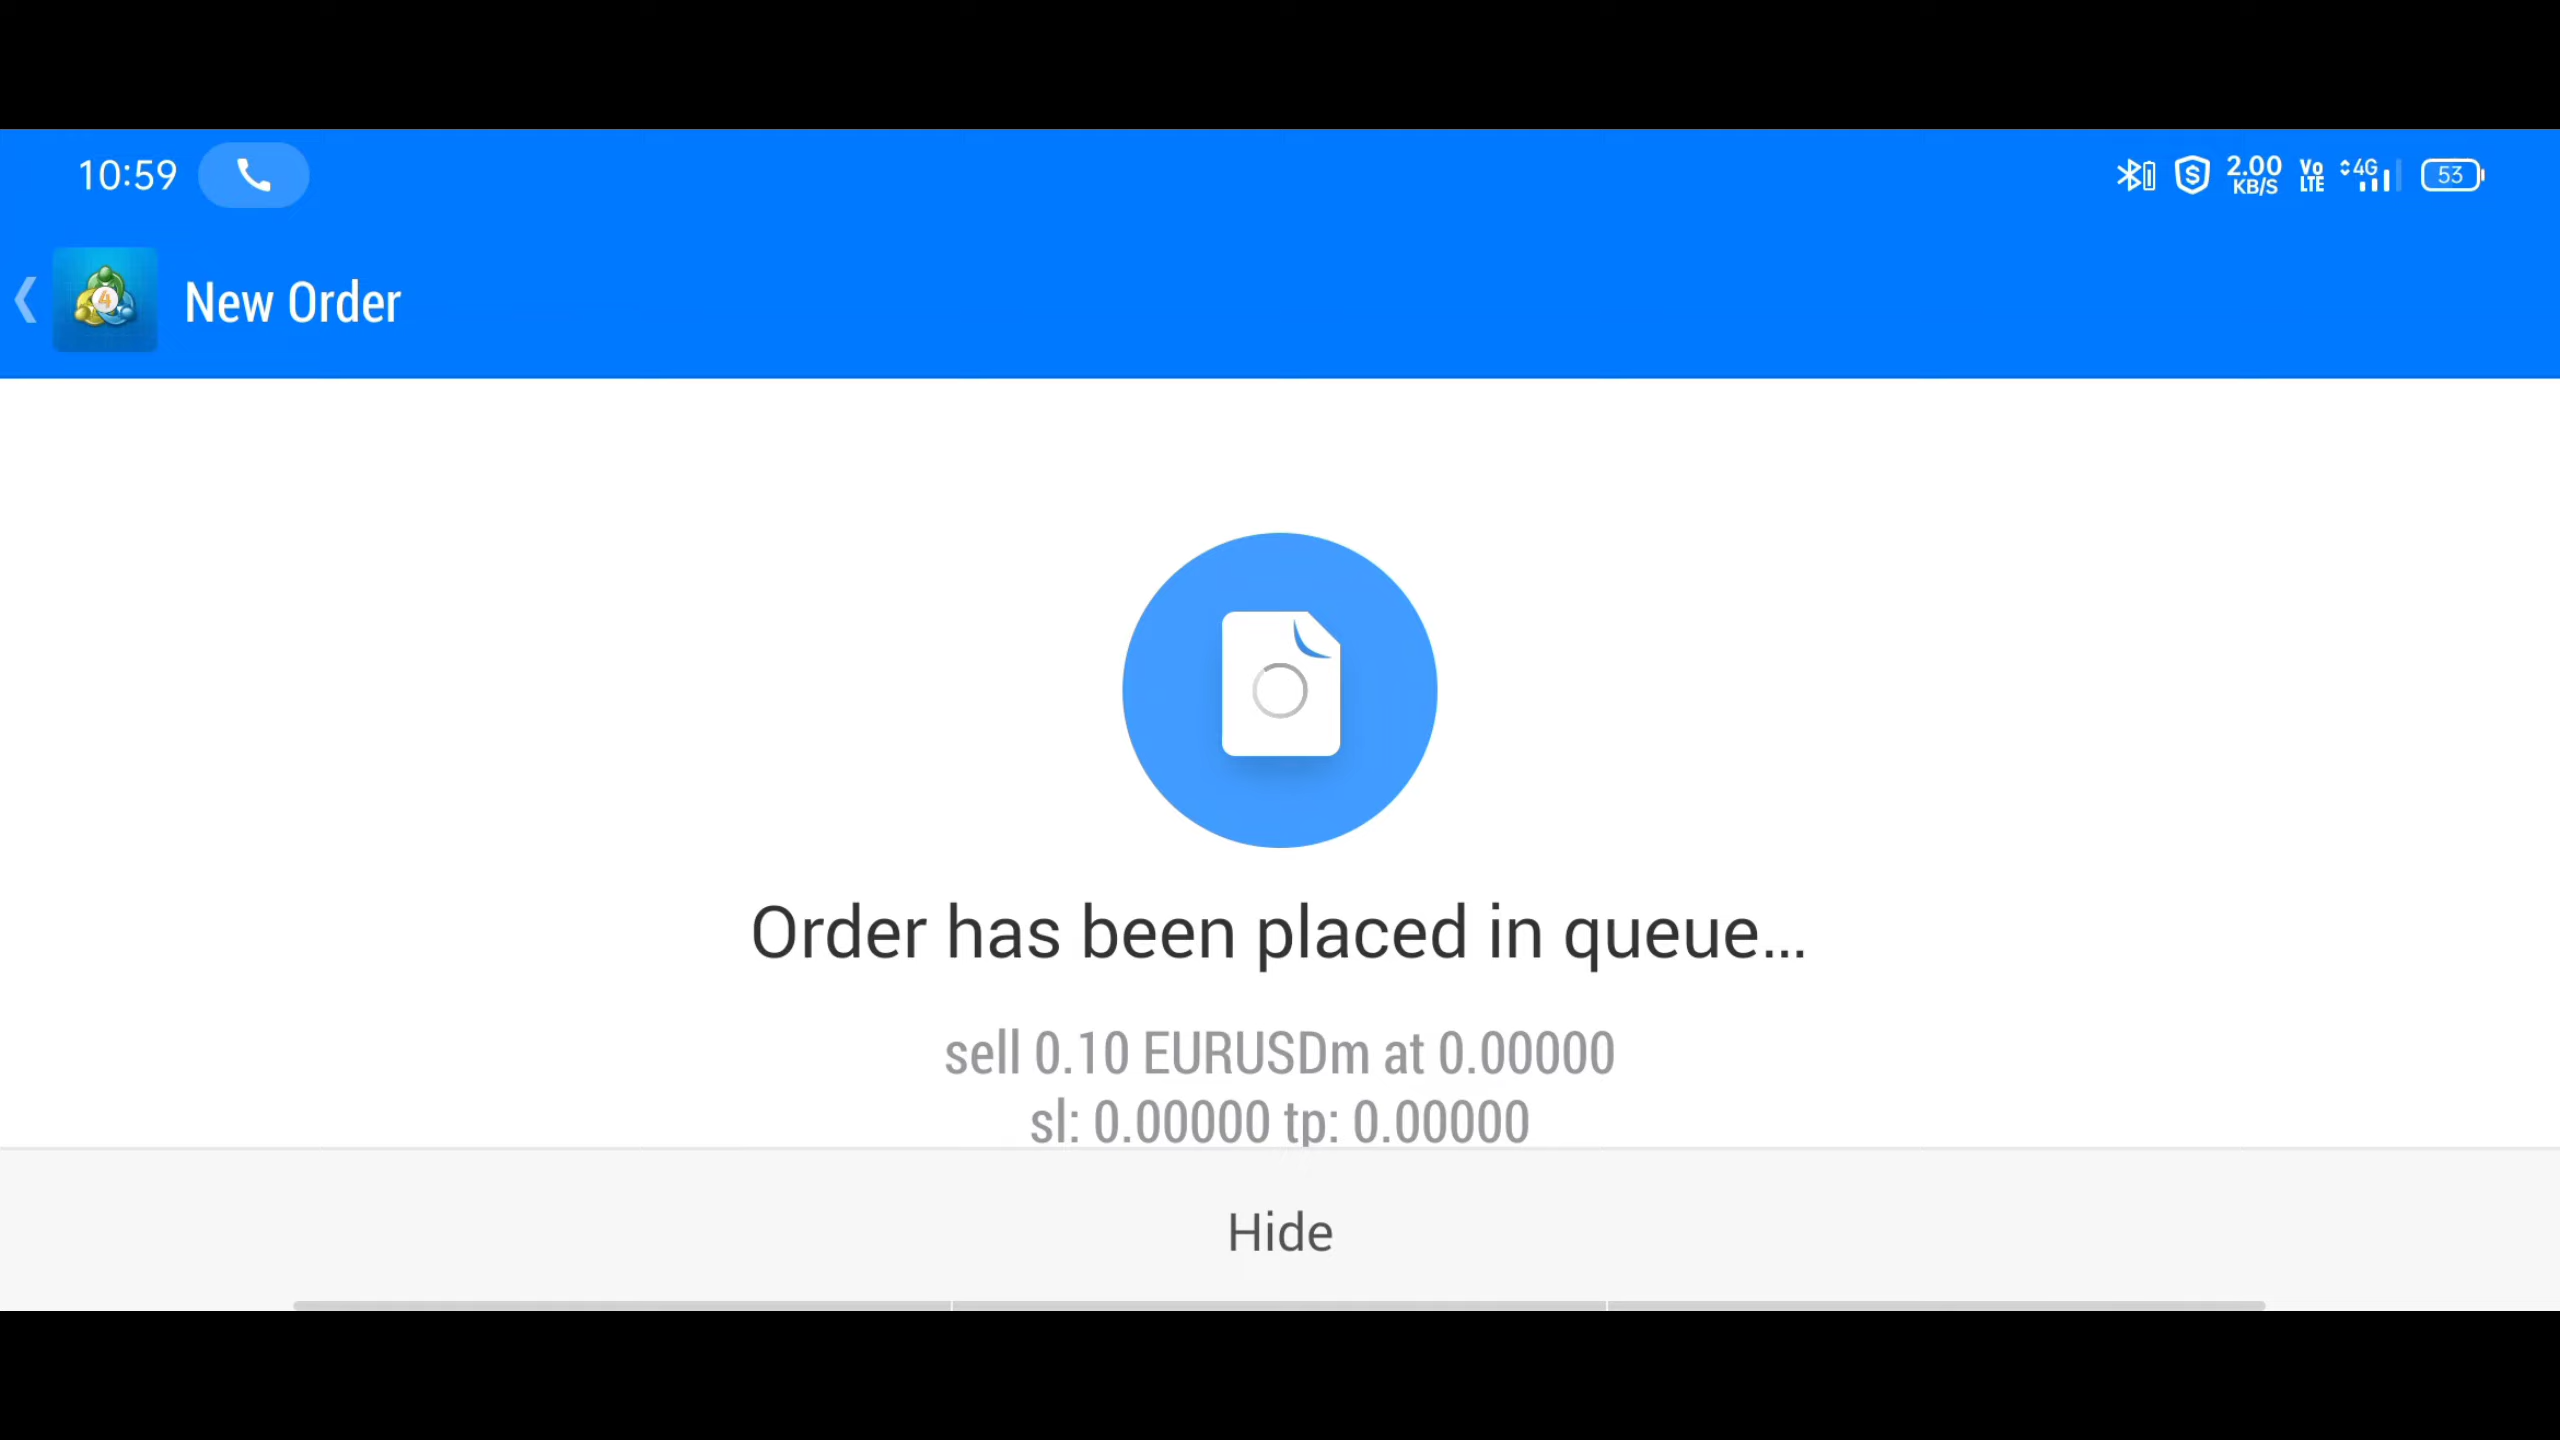 10:59
2.00
KB/S
Vo
LTE
4G
53
4
New Order
Order has been placed in queue...
sell 0.10 EURUSDm at 0.00000
sl: 0.00000 tp: 0.00000
Hide